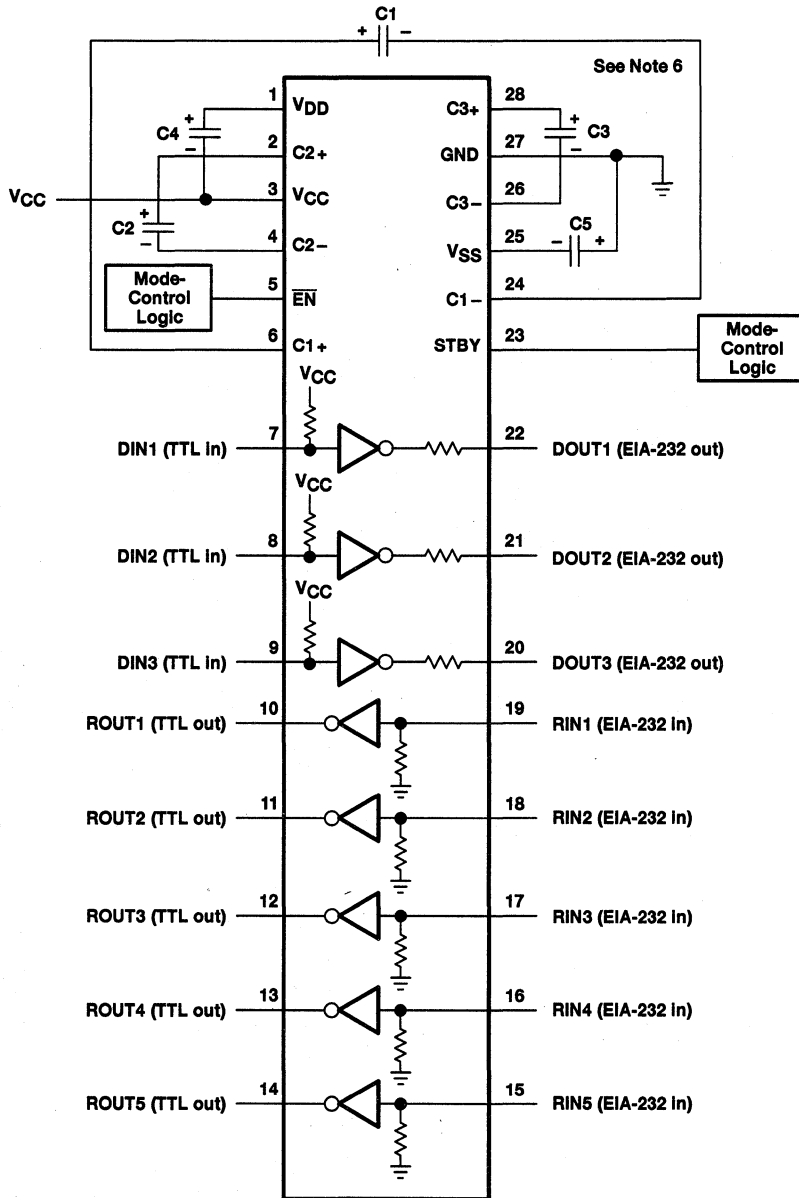 C1
+ −
See Note 6
1 VDD C3+ 28
C4 + − + − C3
2 C2+ GND 27
VCC 3 VCC C3− 26
C2 + − − C5 +
4 C2− VSS 25
Mode-
Control
Logic
5 EN C1− 24
6 C1+ STBY 23
Mode-
Control
Logic
VCC
DIN1 (TTL in) 7 22 DOUT1 (EIA-232 out)
VCC
DIN2 (TTL in) 8 21 DOUT2 (EIA-232 out)
VCC
DIN3 (TTL in) 9 20 DOUT3 (EIA-232 out)
ROUT1 (TTL out) 10 19 RIN1 (EIA-232 in)
ROUT2 (TTL out) 11 18 RIN2 (EIA-232 in)
ROUT3 (TTL out) 12 17 RIN3 (EIA-232 in)
ROUT4 (TTL out) 13 16 RIN4 (EIA-232 in)
ROUT5 (TTL out) 14 15 RIN5 (EIA-232 in)